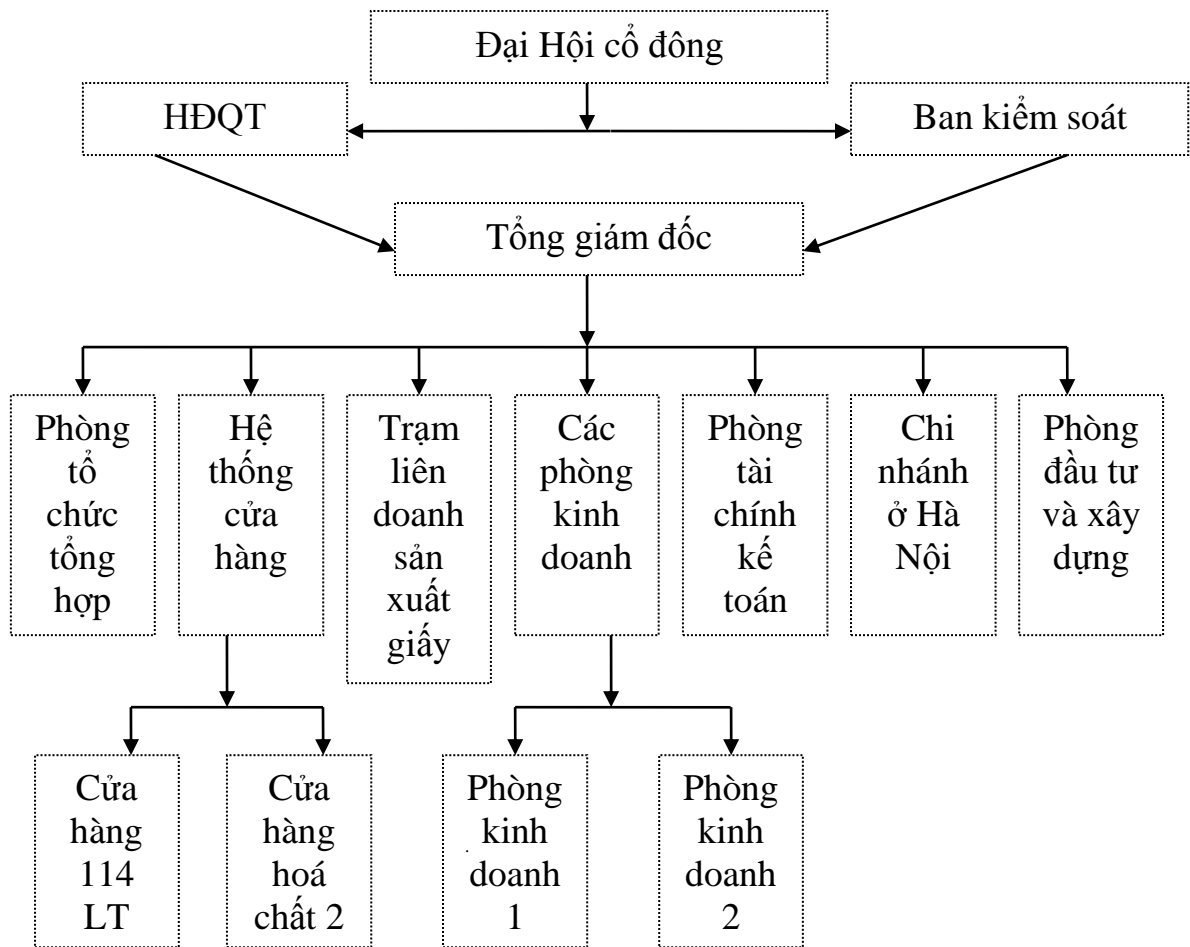 Đại Hội cổ đông
HĐQT
Ban kiểm soát
Tổng giám đốc
Phòng
tổ
chức
tổng
hợp
Hệ
thống
cửa
hàng
Trạm
liên
doanh
sản
xuất
giấy
Các
phòng
kinh
doanh
Phòng
tài
chính
kế
toán
Chi
nhánh
ở Hà
Nội
Phòng
đầu tư
và xây
dựng
Cửa
hàng
114
LT
Cửa
hàng
hoá
chất 2
Phòng
kinh
doanh
1
Phòng
kinh
doanh
2